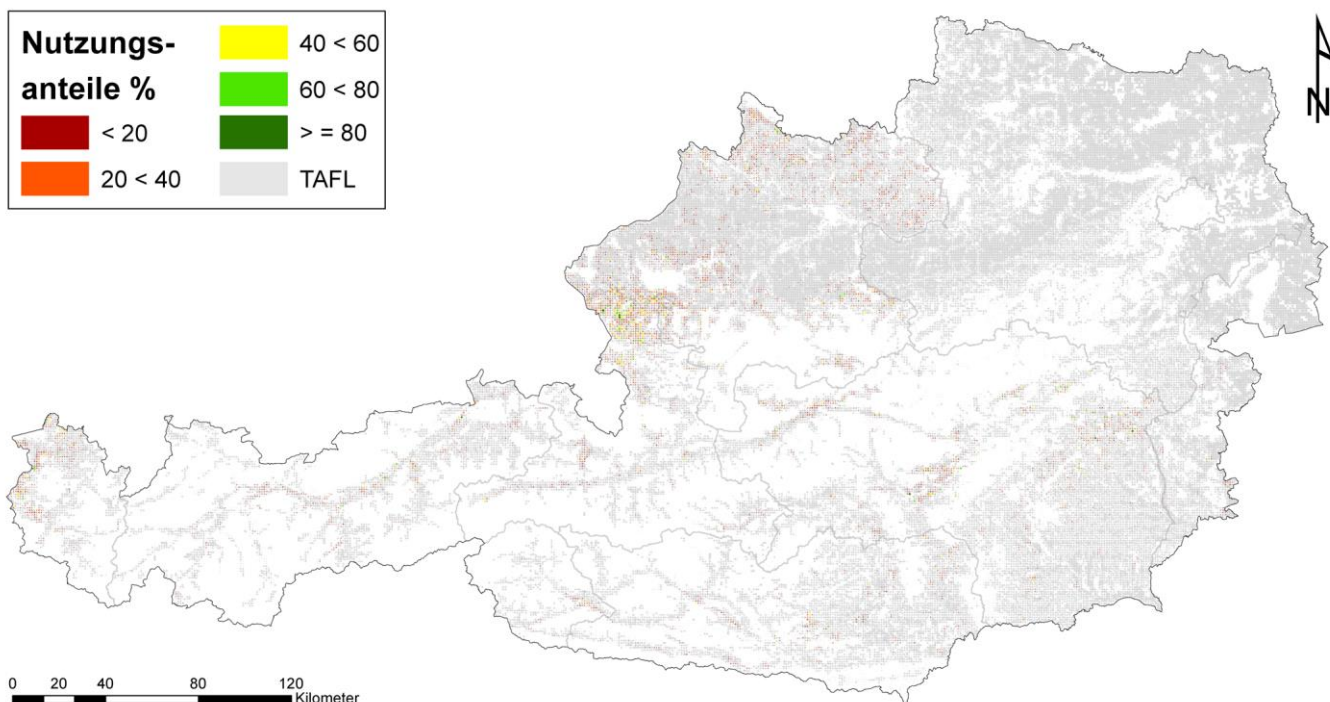 Nutzungs-
anteile %
< 20
20 < 40
40 < 60
60 < 80
> = 80
TAFL
N
0 20 40 80 120
Kilometer